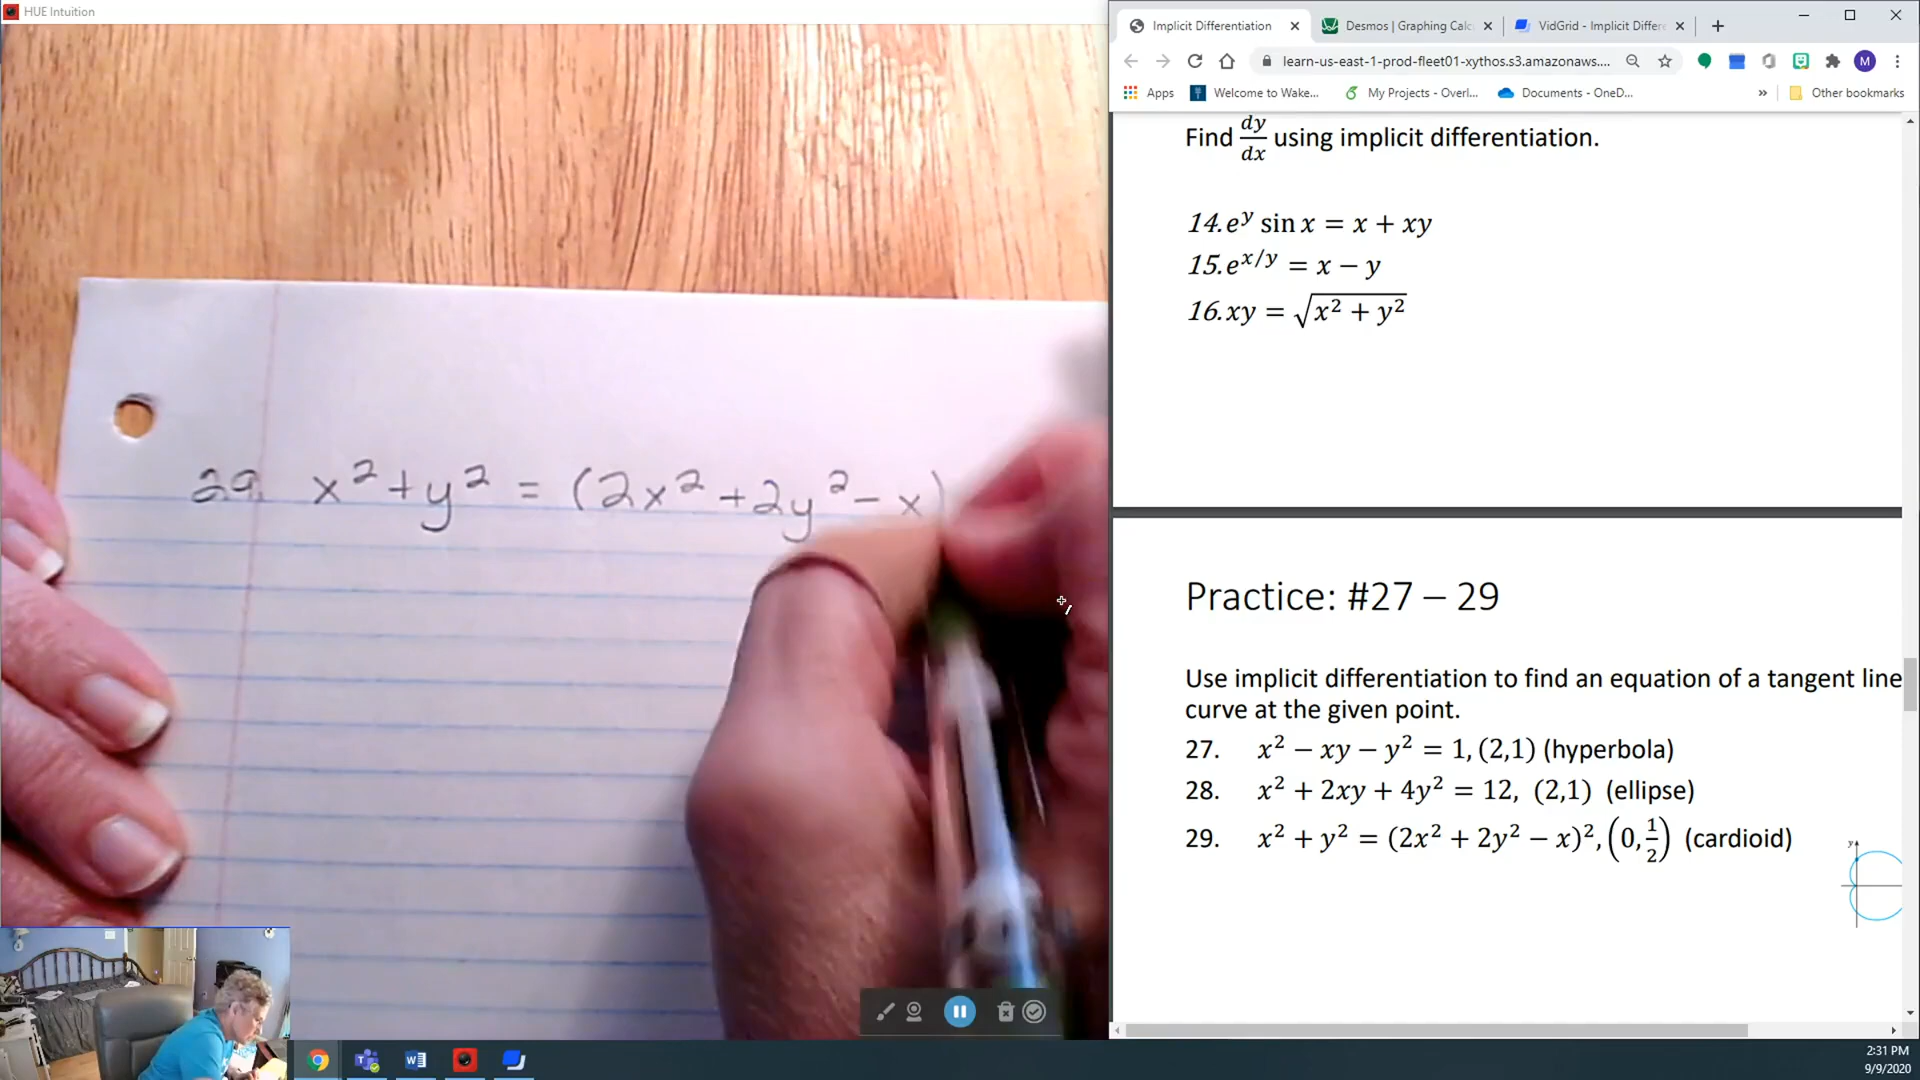 HUE Intuition
29. x² + y² = (2x² + 2y² - x)
Implicit Differentiation
Desmos | Graphing Calc
VidGrid - Implicit Differe
learn-us-east-1-prod-fleet01-xythos.s3.amazonaws....
M
Apps
Welcome to Wake...
My Projects - Overl...
Documents - OneD...
»
Other bookmarks
Find dy/dx using implicit differentiation.
14. e^y sin x = x + xy
15. e^{x/y} = x − y
16. xy = √(x² + y²)
Practice: #27 – 29
Use implicit differentiation to find an equation of a tangent line
curve at the given point.
27. x² − xy − y² = 1, (2,1) (hyperbola)
28. x² + 2xy + 4y² = 12, (2,1) (ellipse)
29. x² + y² = (2x² + 2y² − x)², (0, 1/2) (cardioid)
y
2:31 PM
9/9/2020